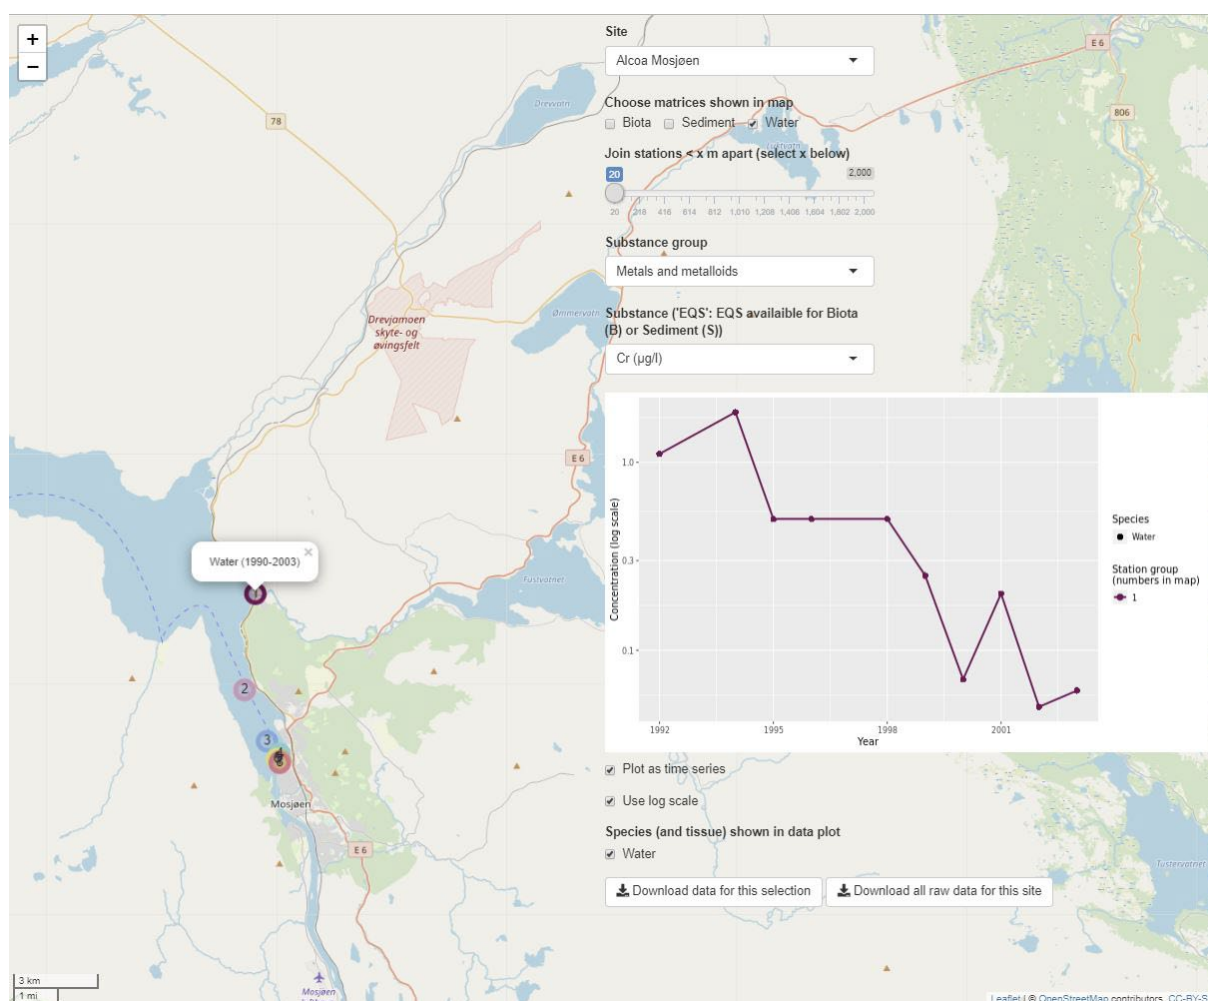 +
−
Site
Alcoa Mosjøen
Choose matrices shown in map
Biota Sediment Water
Join stations < x m apart (select x below)
20 2,000
20 218 416 614 812 1,010 1,208 1,406 1,604 1,802 2,000
Substance group
Metals and metalloids
Substance ('EQS': EQS availaible for Biota
(B) or Sediment (S))
Cr (µg/l)
E 6
78
806
Drevvatn
Luktvatn
Drevjamoen
skyte- og
øvingsfelt
Ømmervatn
E 6
Water (1990-2003)
×
1
Fustvatnet
2
3
Mosjøen
E 6
Concentration (log scale)
1.0
0.3
0.1
1992 1995 1998 2001
Year
Species
Water
Station group
(numbers in map)
1
Plot as time series
Use log scale
Species (and tissue) shown in data plot
Water
Download data for this selection Download all raw data for this site
Tustervatnet
3 km
1 mi
Mosjøen
Leaflet | © OpenStreetMap contributors, CC-BY-S